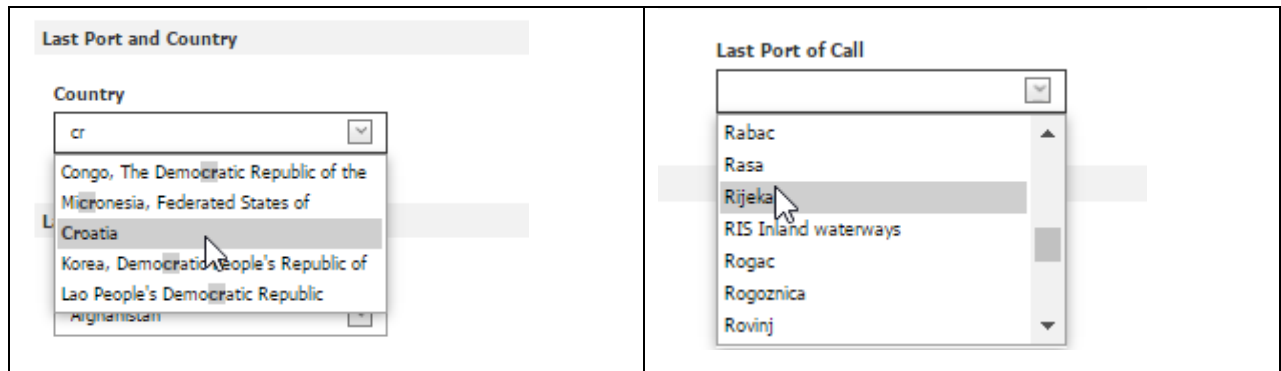 Last Port and Country
Country
cr
Congo, The Democratic Republic of the
Micronesia, Federated States of
Croatia
Korea, Democratic People's Republic of
Lao People's Democratic Republic
Afghanistan
Last Port of Call
Rabac
Rasa
Rijeka
RIS Inland waterways
Rogac
Rogoznica
Rovinj